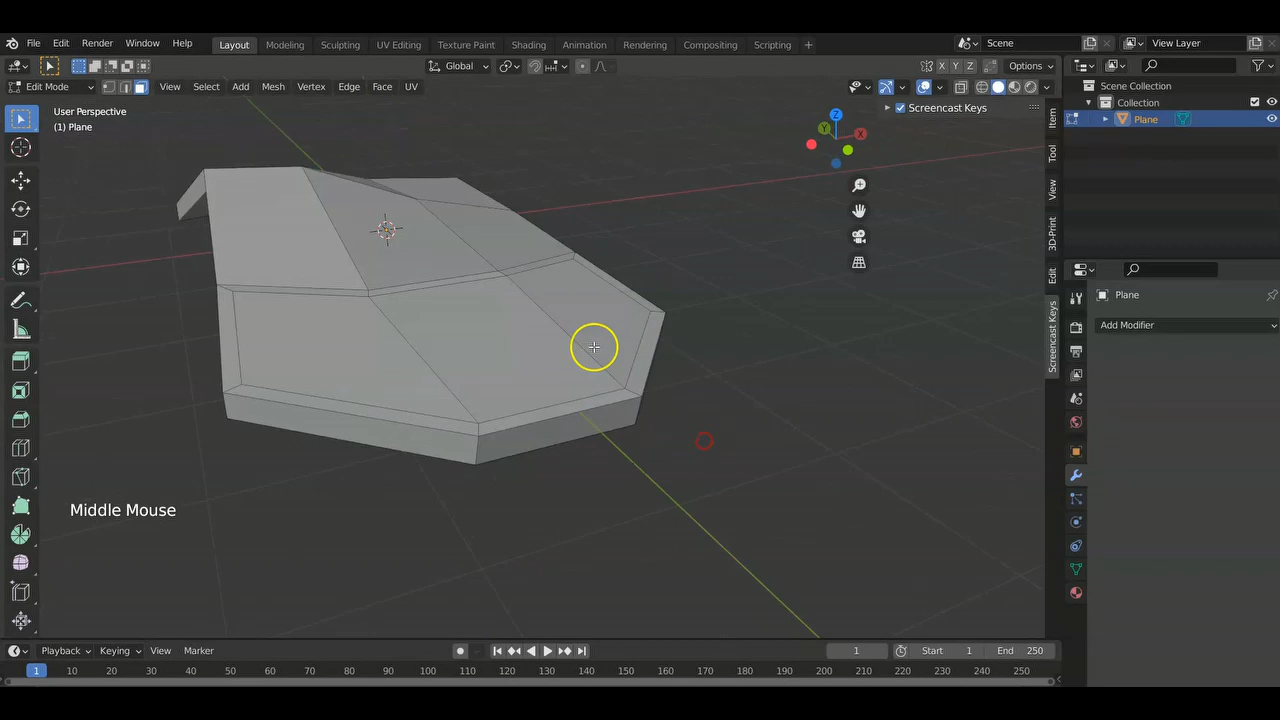 File Edit Render Window Help Layout Modeling Sculpting UV Editing Texture Paint Shading Animation Rendering Compositing Scripting + Scene View Layer
Global X Y Z Options
Edit Mode View Select Add Mesh Vertex Edge Face UV
User Perspective
(1) Plane
Screencast Keys
Z
Y
X
Item
Tool
View
3D-Print
Edit
Screencast Keys
Middle Mouse
Scene Collection
Collection
Plane
Plane
Add Modifier
Playback Keying View Marker 1 Start 1 End 250
1 10 20 30 40 50 60 70 80 90 100 110 120 130 140 150 160 170 180 190 200 210 220 230 240 250